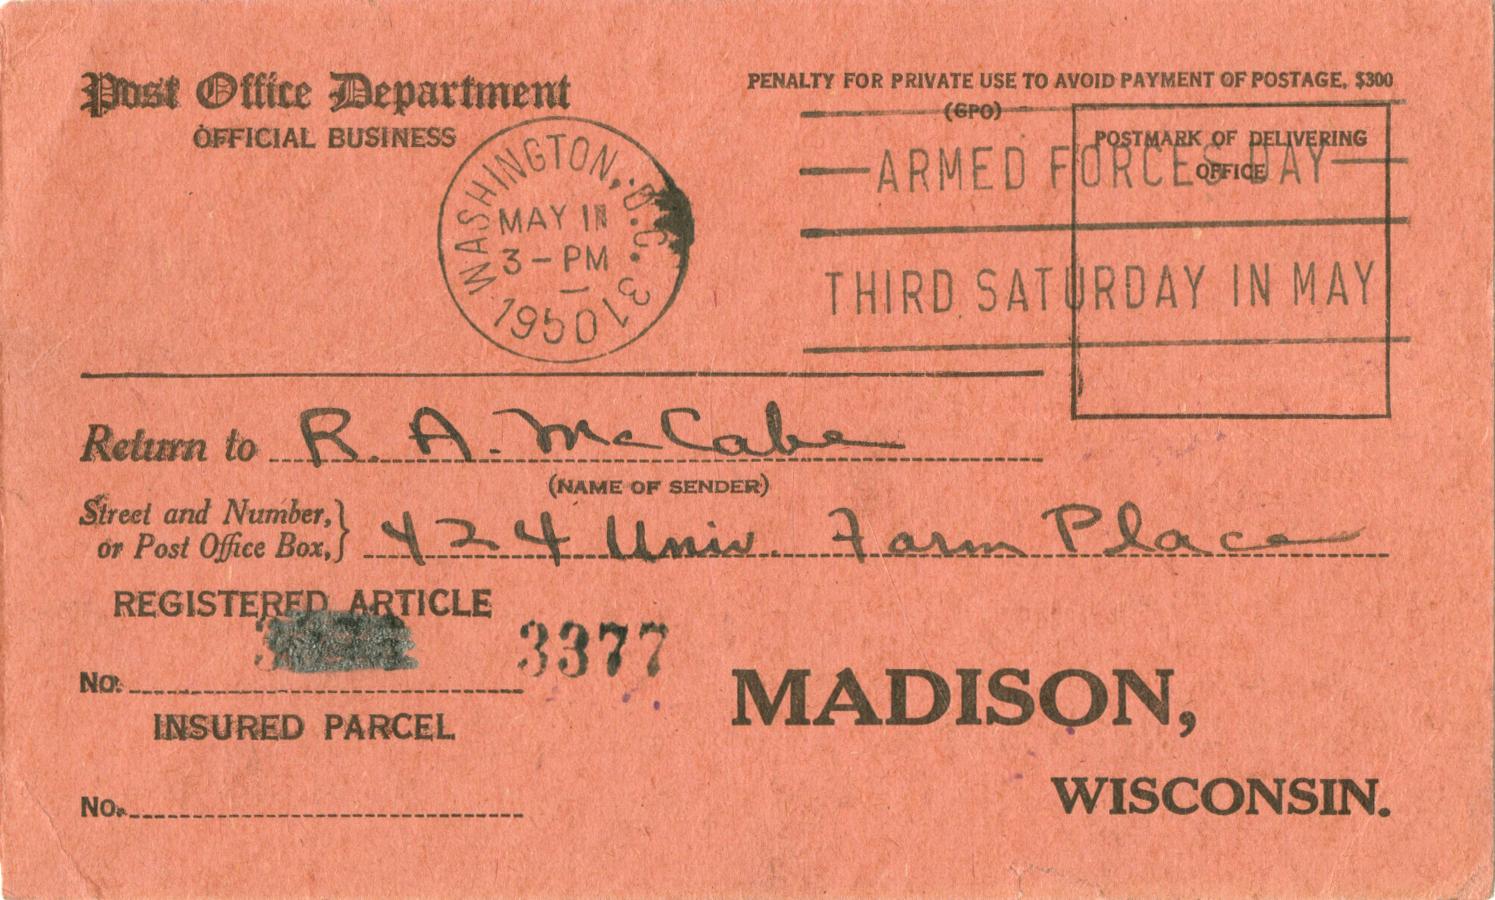 Post Office Department
OFFICIAL BUSINESS
PENALTY FOR PRIVATE USE TO AVOID PAYMENT OF POSTAGE, $300
(GPO)
POSTMARK OF DELIVERING
OFFICE
WASHINGTON, D.C. 13
MAY
3 - PM
1950
ARMED FORCES DAY
THIRD SATURDAY IN MAY
Return to R. A. McCabe
(NAME OF SENDER)
Street and Number,
or Post Office Box, 424 Univ. Farm Place
REGISTERED ARTICLE
No. 3377
INSURED PARCEL
No.
MADISON,
WISCONSIN.